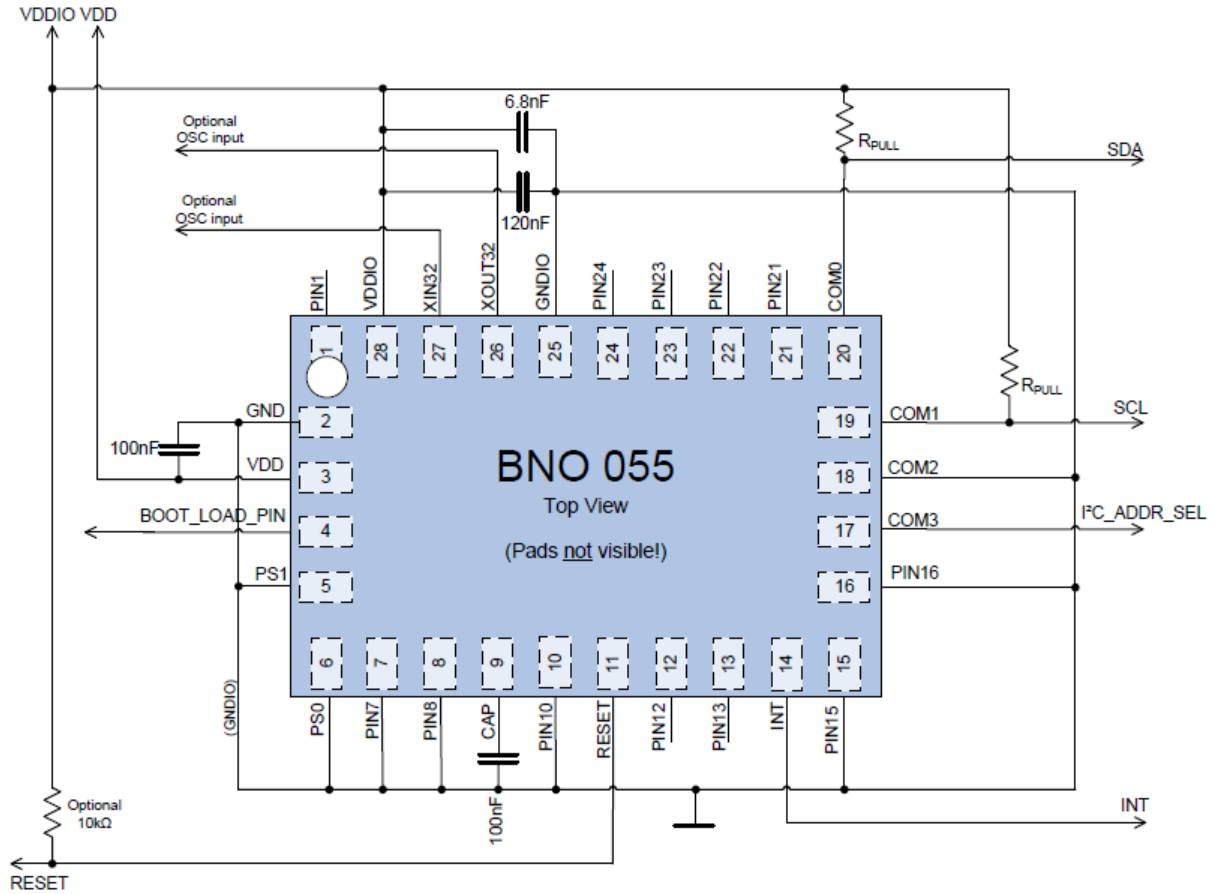 VDDIO VDD
6.8nF
Optional
OSC input
RPULL
SDA
Optional
OSC input
120nF
PIN1
VDDIO
XIN32
XOUT32
GNDIO
PIN24
PIN23
PIN22
PIN21
COM0
1
28
27
26
25
24
23
22
21
20
RPULL
GND
2
19
COM1
SCL
100nF
VDD
3
BNO 055
18
COM2
Top View
BOOT_LOAD_PIN
4
17
COM3
I²C_ADDR_SEL
(Pads not visible!)
PS1
5
16
PIN16
6
7
8
9
10
11
12
13
14
15
(GNDIO)
PS0
PIN7
PIN8
CAP
PIN10
RESET
PIN12
PIN13
INT
PIN15
Optional
10kΩ
100nF
INT
RESET